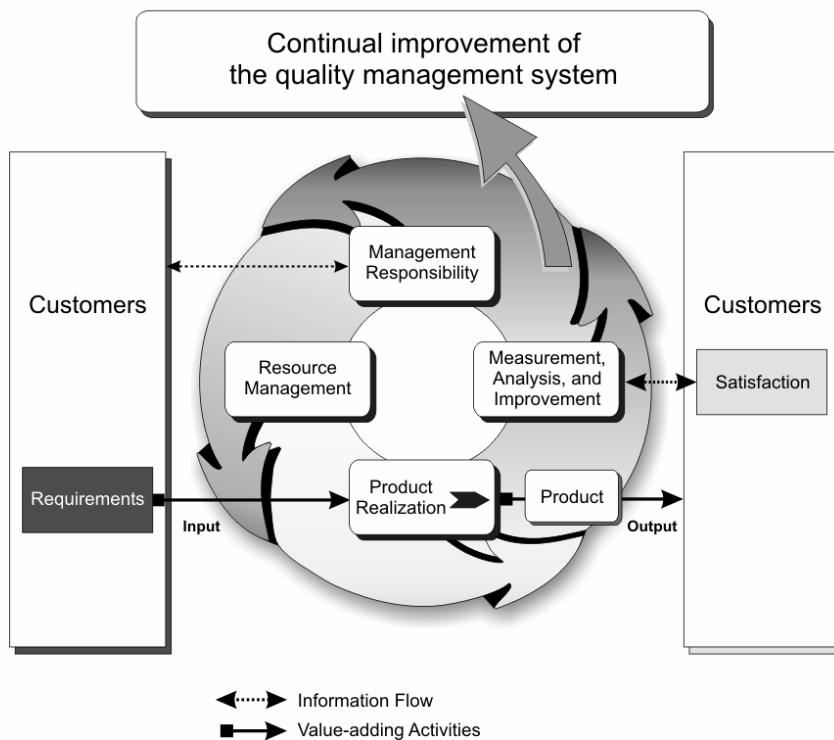 Continual improvement of
the quality management system
Customers
Management
Responsibility
Customers
Resource
Management
Measurement,
Analysis, and
Improvement
Satisfaction
Requirements
Input
Product
Realization
Product
Output
Information Flow
Value-adding Activities